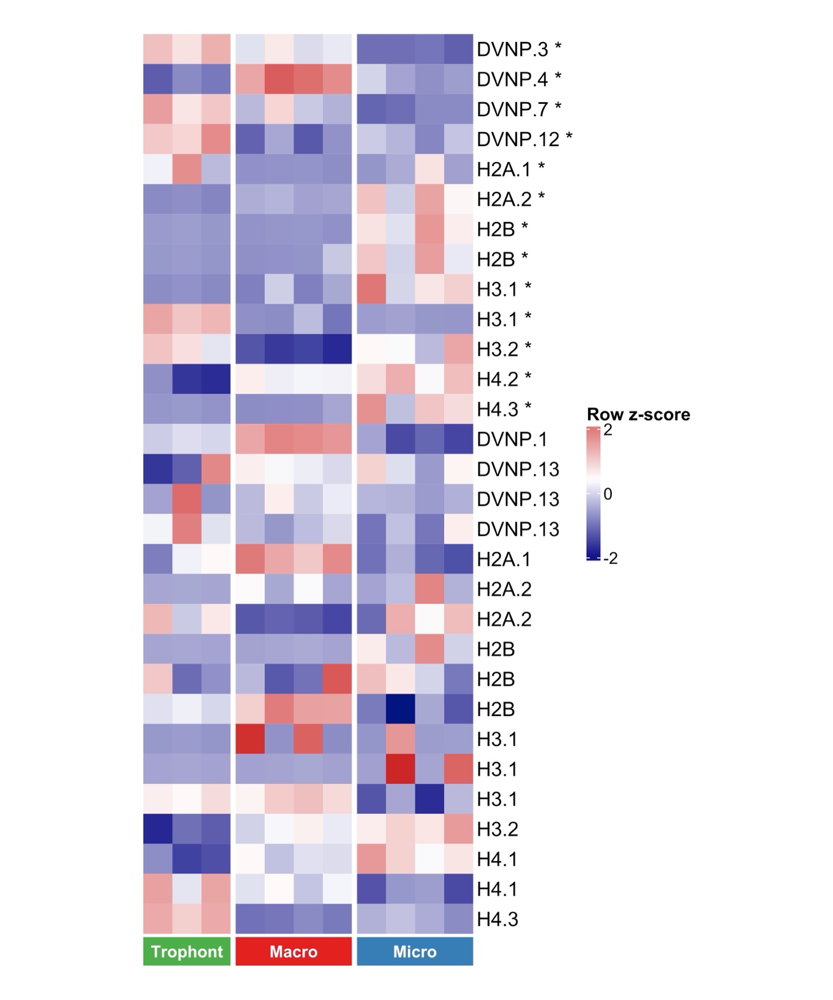 DVNP.3 *
DVNP.4 *
DVNP.7 *
DVNP.12 *
H2A.1 *
H2A.2 *
H2B *
H2B *
H3.1 *
H3.1 *
H3.2 *
H4.2 *
H4.3 *
DVNP.1
DVNP.13
DVNP.13
DVNP.13
H2A.1
H2A.2
H2A.2
H2B
H2B
H2B
H3.1
H3.1
H3.1
H3.2
H4.1
H4.1
H4.3
Trophont Macro Micro
Row z-score
2
0
-2